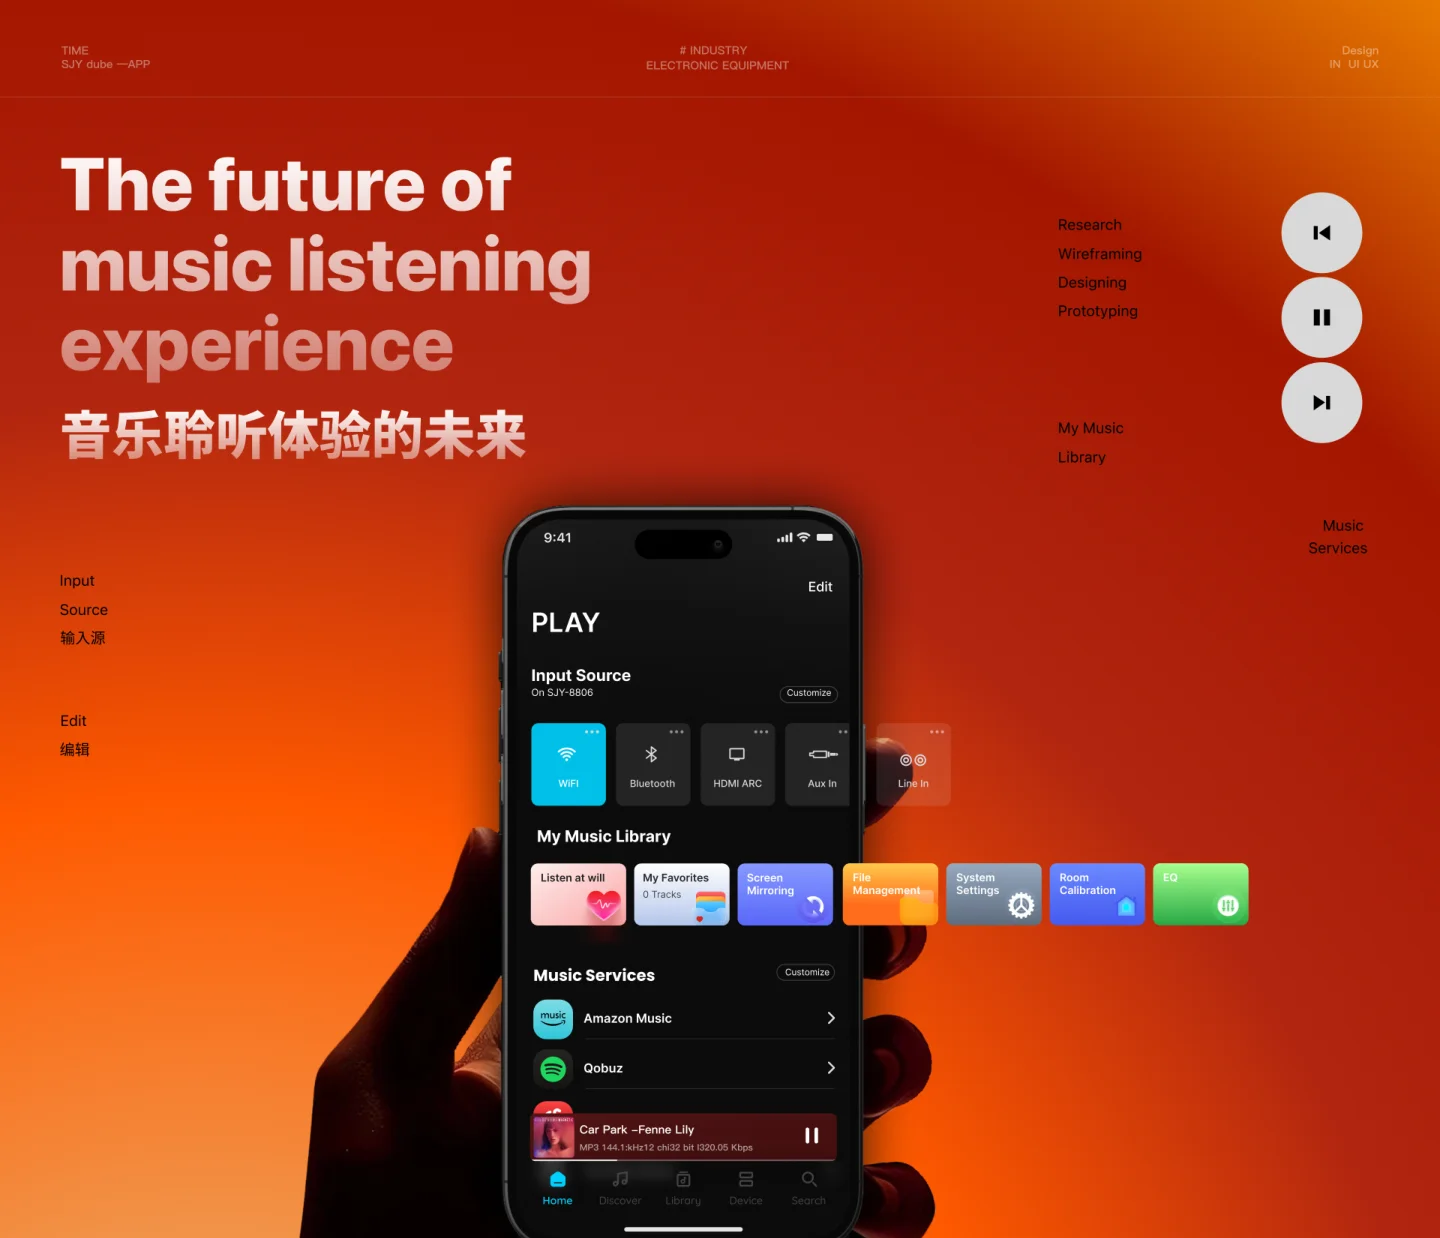 TIME
SJY dube —APP
# INDUSTRY
ELECTRONIC EQUIPMENT
Design
IN UI UX
The future of
music listening
experience
音乐聆听体验的未来
Research
Wireframing
Designing
Prototyping
My Music
Library
Music
Services
Input
Source
输入源
Edit
编辑
9:41
Edit
PLAY
Input Source
On SJY-8806
Customize
WiFI
Bluetooth
HDMI ARC
Aux In
Line In
My Music Library
Listen at will
My Favorites
0 Tracks
Screen
Mirroring
File
Management
System
Settings
Room
Calibration
EQ
Music Services
Customize
music
Amazon Music
Qobuz
Car Park –Fenne Lily
MP3 144.1:kHz12 chi32 bit I320.05 Kbps
Home
Discover
Library
Device
Search